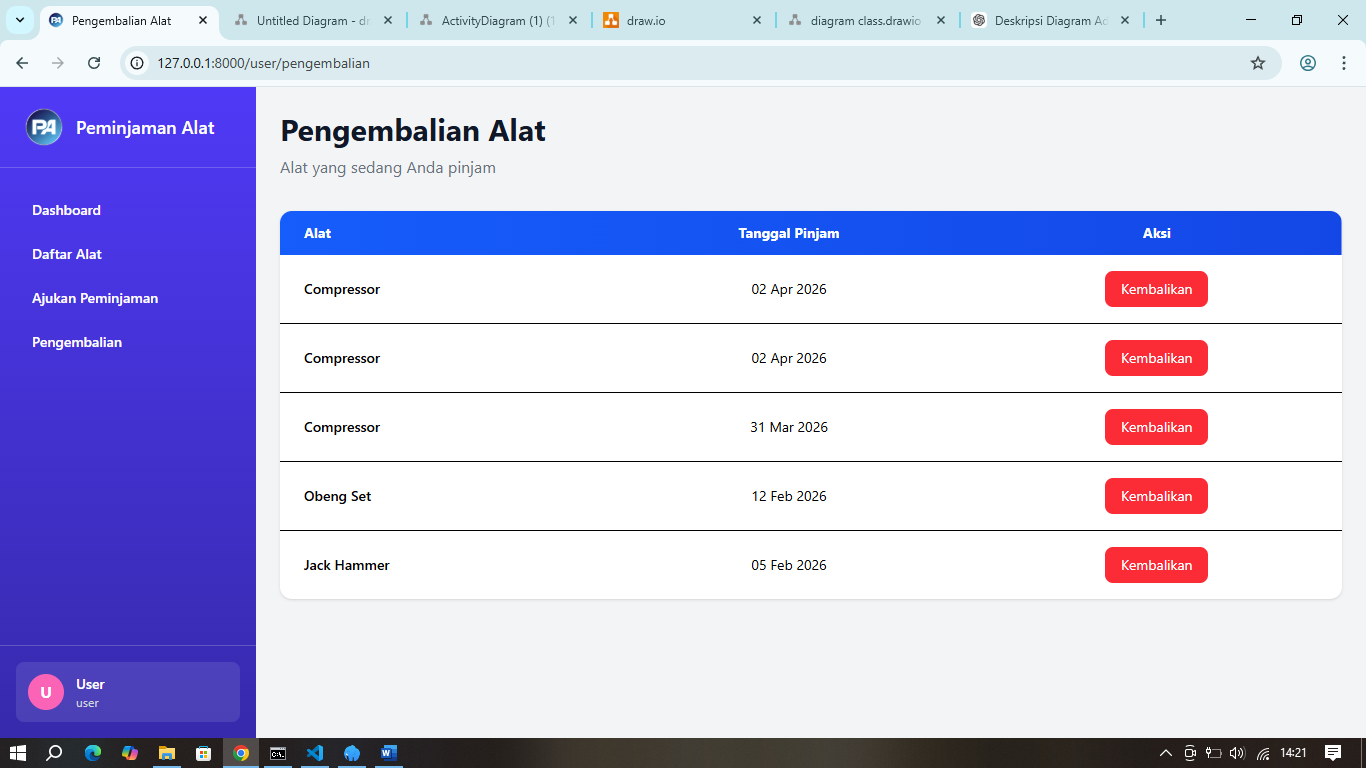 Pengembalian Alat
Untitled Diagram - dr
ActivityDiagram (1) (1
draw.io
diagram class.drawio
Deskripsi Diagram Ad
127.0.0.1:8000/user/pengembalian
PA
Peminjaman Alat
Dashboard
Daftar Alat
Ajukan Peminjaman
Pengembalian
U
User
user
Pengembalian Alat
Alat yang sedang Anda pinjam
Alat Tanggal Pinjam Aksi
Compressor 02 Apr 2026 Kembalikan
Compressor 02 Apr 2026 Kembalikan
Compressor 31 Mar 2026 Kembalikan
Obeng Set 12 Feb 2026 Kembalikan
Jack Hammer 05 Feb 2026 Kembalikan
14:21